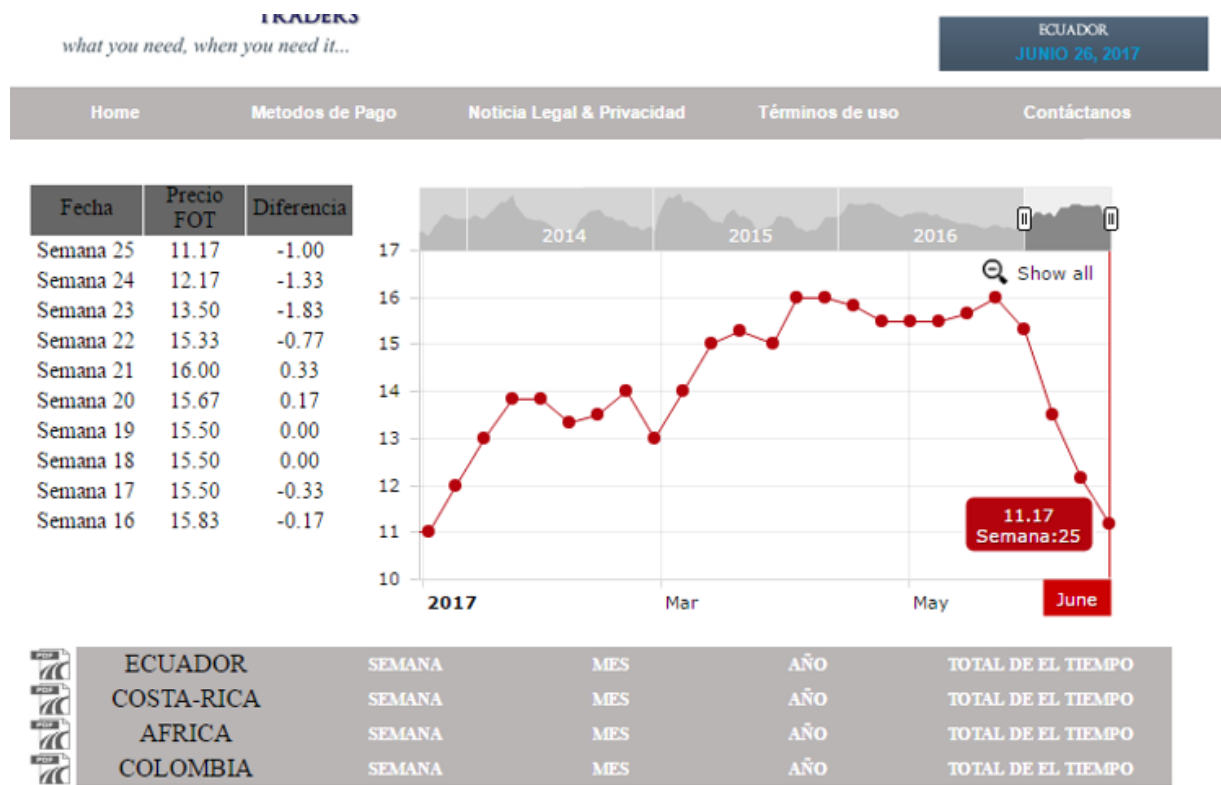 TRADERS
what you need, when you need it...
ECUADOR
JUNIO 26, 2017
Home Metodos de Pago Noticia Legal & Privacidad Términos de uso Contáctanos
Fecha Precio FOT Diferencia
Semana 25 11.17 -1.00
Semana 24 12.17 -1.33
Semana 23 13.50 -1.83
Semana 22 15.33 -0.77
Semana 21 16.00 0.33
Semana 20 15.67 0.17
Semana 19 15.50 0.00
Semana 18 15.50 0.00
Semana 17 15.50 -0.33
Semana 16 15.83 -0.17
2014 2015 2016
Show all
17
16
15
14
13
12
11
10
11.17
Semana:25
2017 Mar May June
PDF ECUADOR SEMANA MES AÑO TOTAL DE EL TIEMPO
PDF COSTA-RICA SEMANA MES AÑO TOTAL DE EL TIEMPO
PDF AFRICA SEMANA MES AÑO TOTAL DE EL TIEMPO
PDF COLOMBIA SEMANA MES AÑO TOTAL DE EL TIEMPO